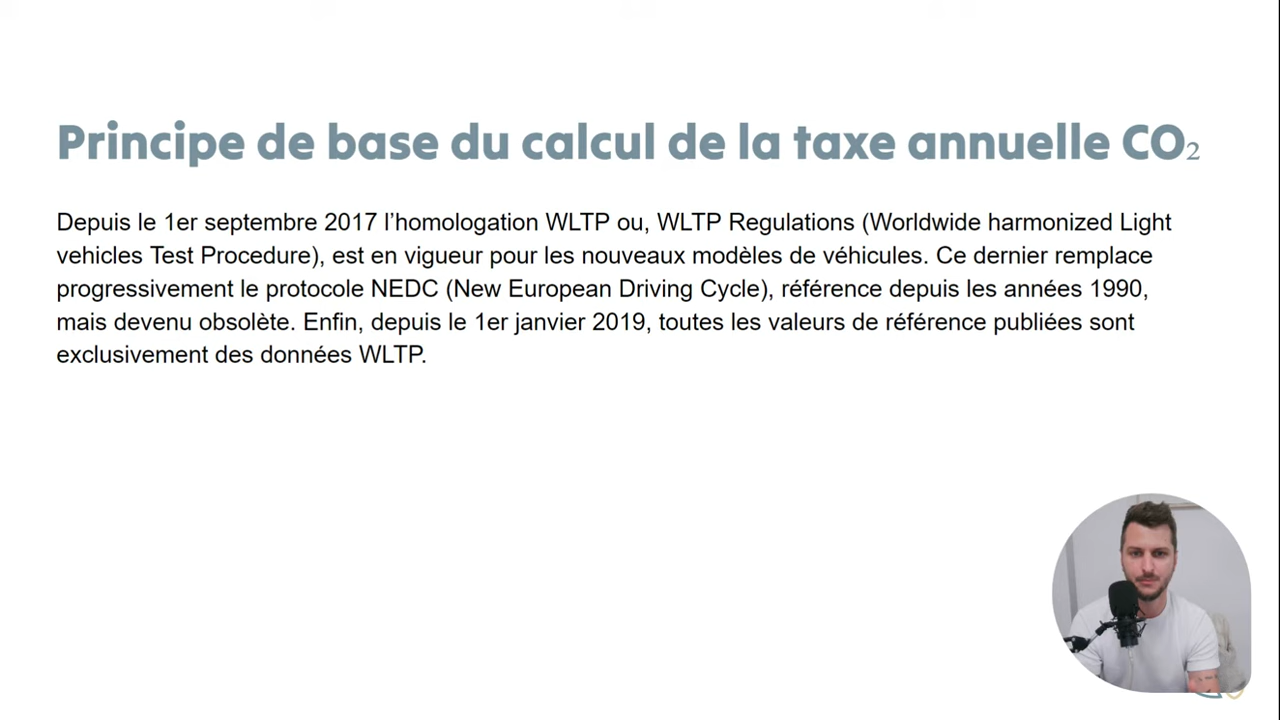 Principe de base du calcul de la taxe annuelle CO₂
Depuis le 1er septembre 2017 l’homologation WLTP ou, WLTP Regulations (Worldwide harmonized Light
vehicles Test Procedure), est en vigueur pour les nouveaux modèles de véhicules. Ce dernier remplace
progressivement le protocole NEDC (New European Driving Cycle), référence depuis les années 1990,
mais devenu obsolète. Enfin, depuis le 1er janvier 2019, toutes les valeurs de référence publiées sont
exclusivement des données WLTP.